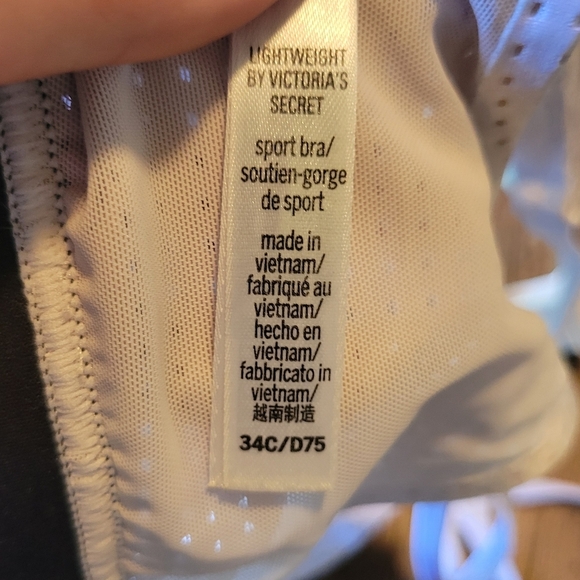 LIGHTWEIGHT
BY VICTORIA'S
SECRET
sport bra/
soutien-gorge
de sport
made in
vietnam/
fabriqué au
vietnam/
hecho en
vietnam/
fabbricato in
vietnam/
越南制造
34C/D75